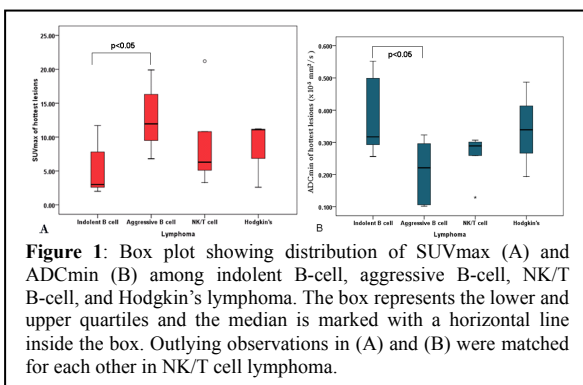 p<0.05
SUVmax of hottest lesions
25.00
20.00
15.00
10.00
5.00
.00
Indolent B cell Aggressive B cell NK/T cell Hodgkin's
Lymphoma
A
p<0.05
ADCmin of hottest lesions (x 10⁻³ mm²/s)
0.600
0.500
0.400
0.300
0.200
0.100
Indolent B cell Aggressive B cell NK/T cell Hodgkin's
Lymphoma
B
Figure 1: Box plot showing distribution of SUVmax (A) and
ADCmin (B) among indolent B-cell, aggressive B-cell, NK/T
B-cell, and Hodgkin’s lymphoma. The box represents the lower and
upper quartiles and the median is marked with a horizontal line
inside the box. Outlying observations in (A) and (B) were matched
for each other in NK/T cell lymphoma.